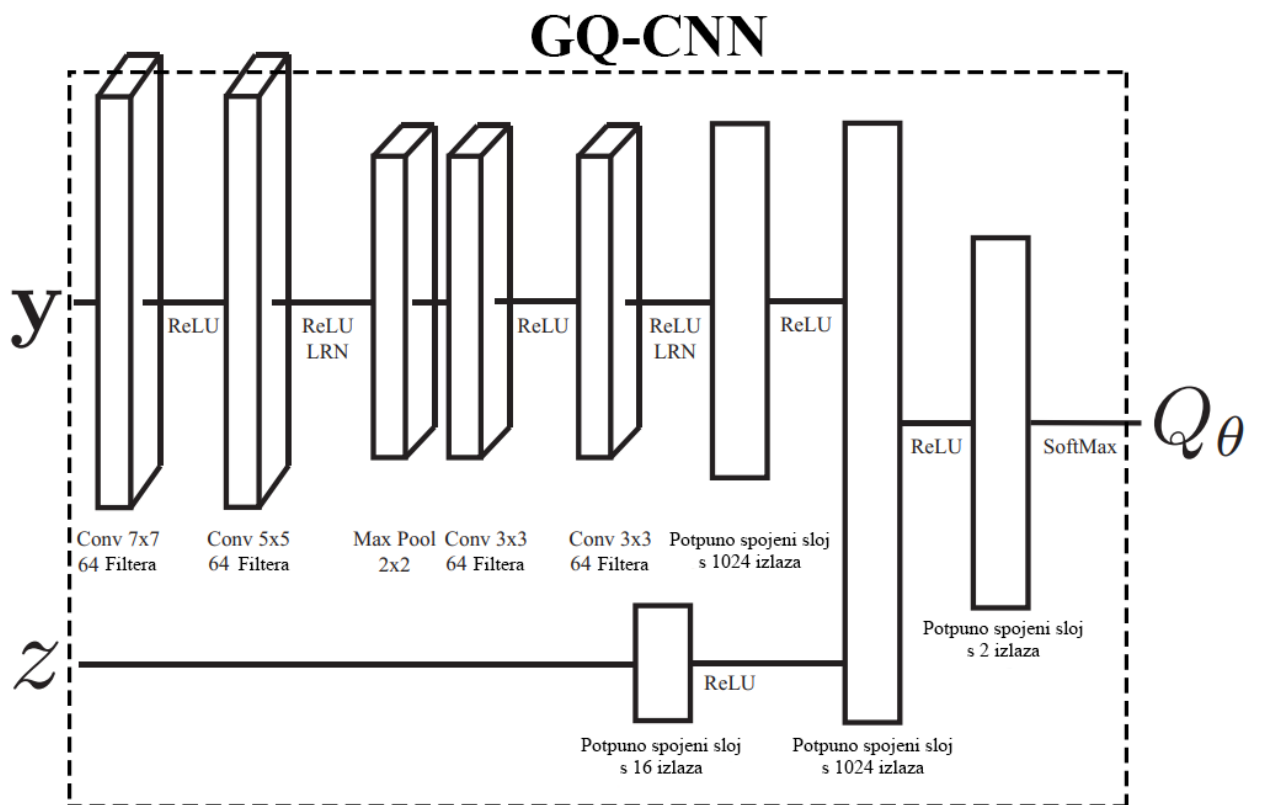 GQ-CNN
y
ReLU
ReLU
LRN
ReLU
ReLU
LRN
ReLU
Conv 7x7
64 Filtera
Conv 5x5
64 Filtera
Max Pool
2x2
Conv 3x3
64 Filtera
Conv 3x3
64 Filtera
Potpuno spojeni sloj
s 1024 izlaza
ReLU
SoftMax
Qθ
Potpuno spojeni sloj
s 2 izlaza
z
ReLU
Potpuno spojeni sloj
s 16 izlaza
Potpuno spojeni sloj
s 1024 izlaza